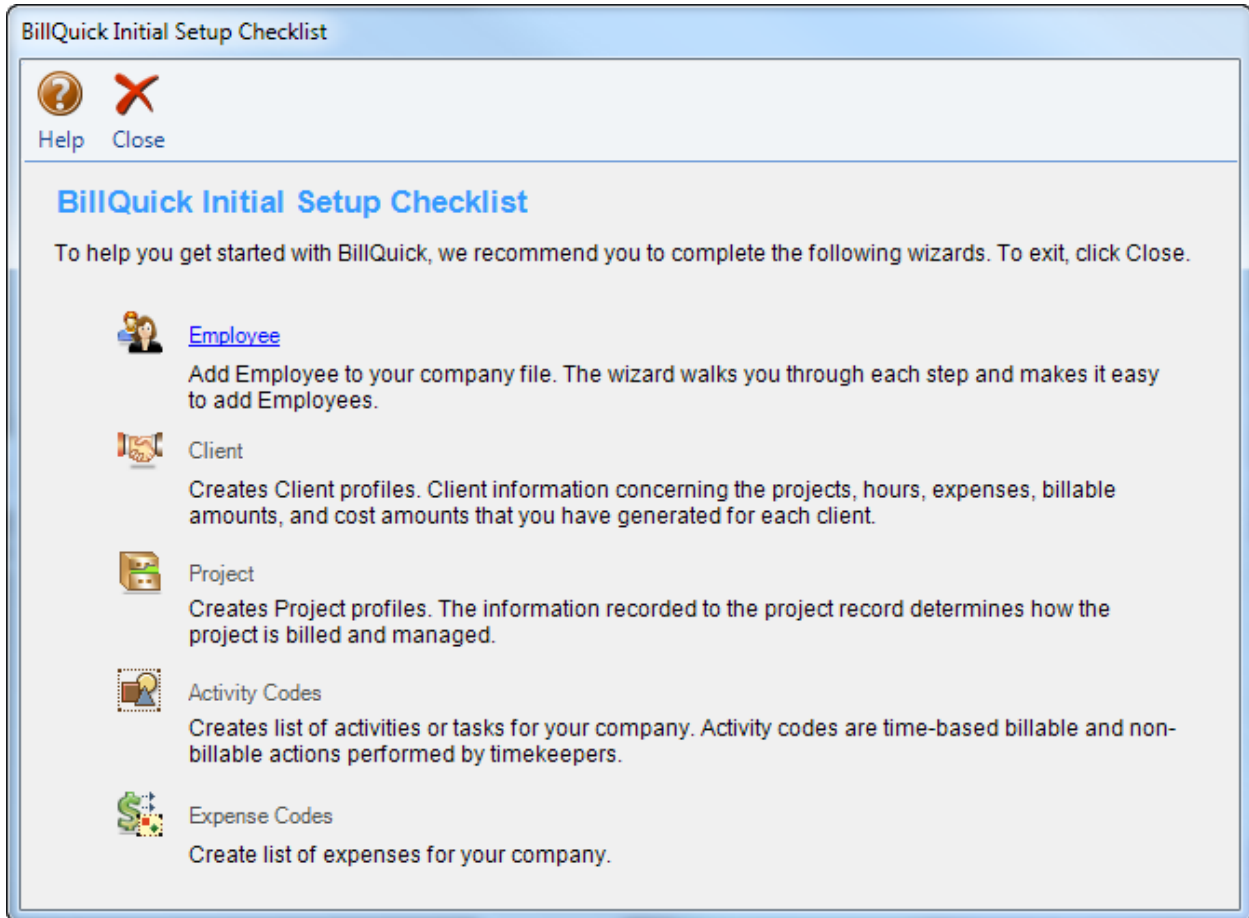 BillQuick Initial Setup Checklist
Help Close
BillQuick Initial Setup Checklist
To help you get started with BillQuick, we recommend you to complete the following wizards. To exit, click Close.
Employee
Add Employee to your company file. The wizard walks you through each step and makes it easy
to add Employees.
Client
Creates Client profiles. Client information concerning the projects, hours, expenses, billable
amounts, and cost amounts that you have generated for each client.
Project
Creates Project profiles. The information recorded to the project record determines how the
project is billed and managed.
Activity Codes
Creates list of activities or tasks for your company. Activity codes are time-based billable and non-
billable actions performed by timekeepers.
Expense Codes
Create list of expenses for your company.